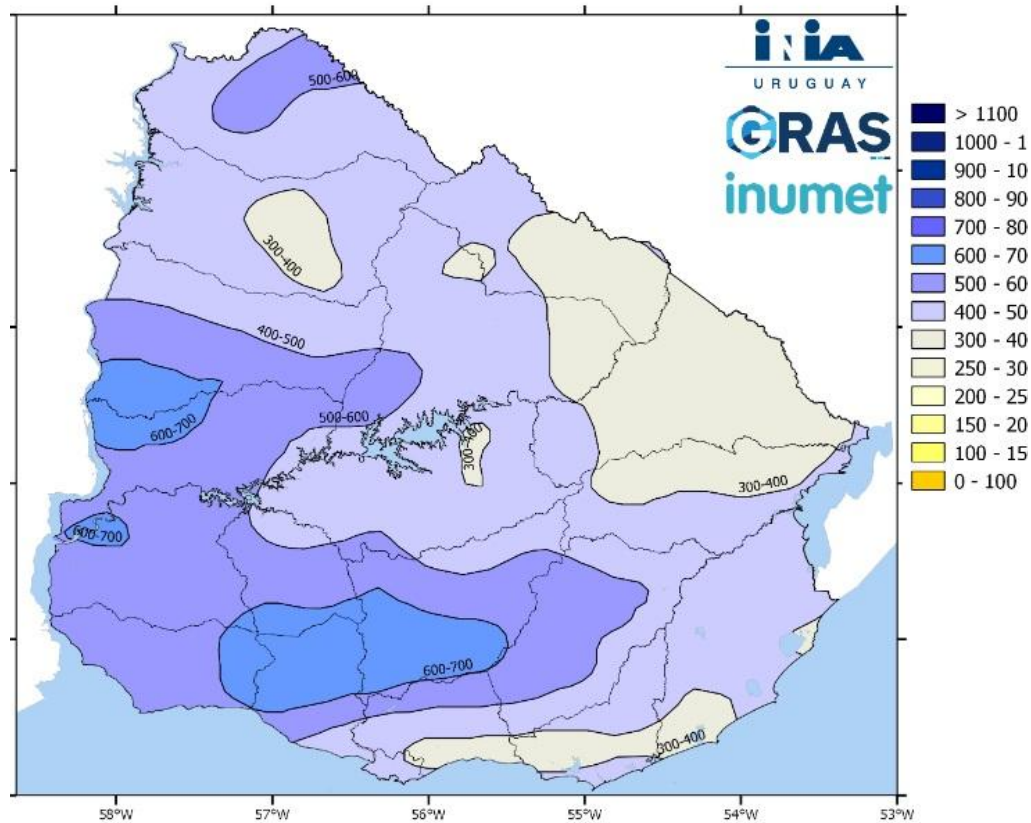 iNiA
URUGUAY
GRAS
inumet
> 1100
1000 - 1
900 - 10
800 - 90
700 - 80
600 - 70
500 - 60
400 - 50
300 - 40
250 - 30
200 - 25
150 - 20
100 - 15
0 - 100
500-600
300-400
400-500
500-600
600-700
300-400
300-400
600-700
600-700
300-400
58°W
57°W
56°W
55°W
54°W
53°W